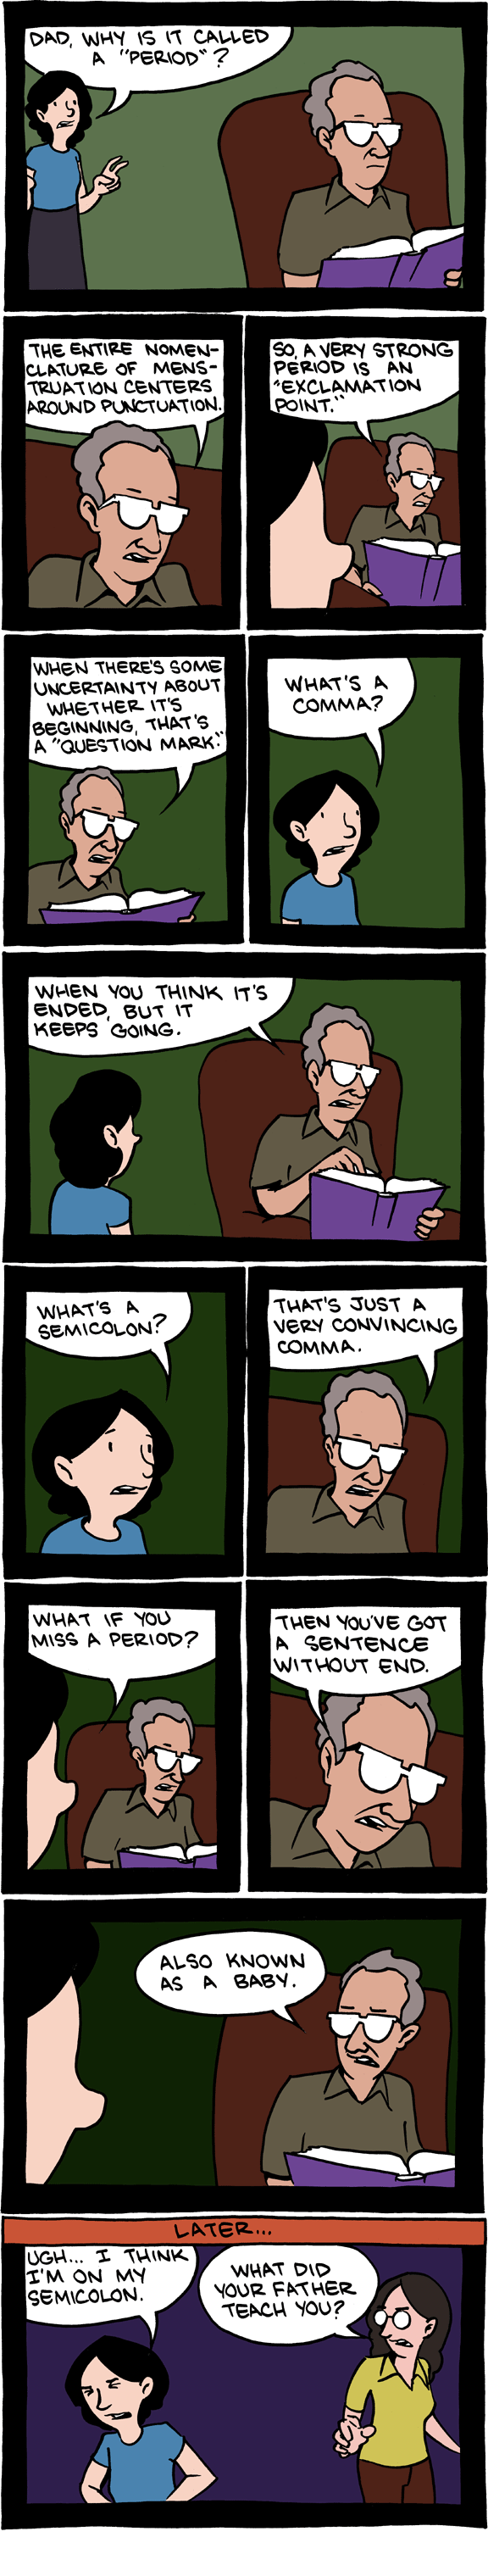 DAD, WHY IS IT CALLED
A "PERIOD"?
THE ENTIRE NOMEN-
CLATURE OF MENS-
TRUATION CENTERS
AROUND PUNCTUATION.
SO, A VERY STRONG
PERIOD IS AN
"EXCLAMATION
POINT."
WHEN THERE'S SOME
UNCERTAINTY ABOUT
WHETHER IT'S
BEGINNING, THAT'S
A "QUESTION MARK."
WHAT'S A
COMMA?
WHEN YOU THINK IT'S
ENDED, BUT IT
KEEPS GOING.
WHAT'S A
SEMICOLON?
THAT'S JUST A
VERY CONVINCING
COMMA.
WHAT IF YOU
MISS A PERIOD?
THEN YOU'VE GOT
A SENTENCE
WITHOUT END.
ALSO KNOWN
AS A BABY.
LATER...
UGH... I THINK
I'M ON MY
SEMICOLON.
WHAT DID
YOUR FATHER
TEACH YOU?